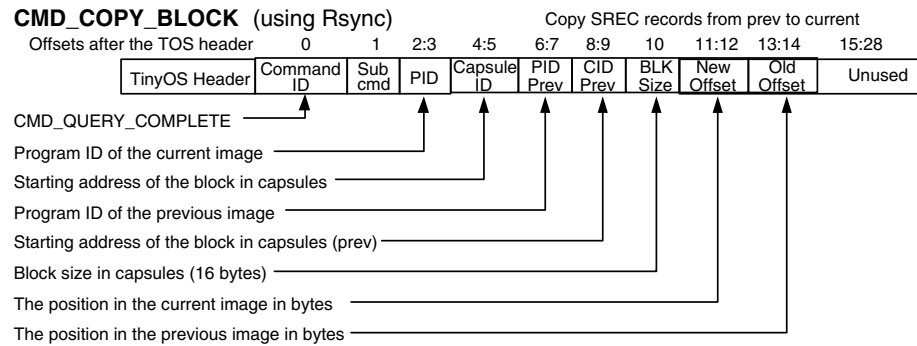 CMD_COPY_BLOCK (using Rsync) Copy SREC records from prev to current
Offsets after the TOS header 0 1 2:3 4:5 6:7 8:9 10 11:12 13:14 15:28
TinyOS Header Command ID Sub cmd PID Capsule ID PID Prev CID Prev BLK Size New Offset Old Offset Unused
CMD_QUERY_COMPLETE
Program ID of the current image
Starting address of the block in capsules
Program ID of the previous image
Starting address of the block in capsules (prev)
Block size in capsules (16 bytes)
The position in the current image in bytes
The position in the previous image in bytes